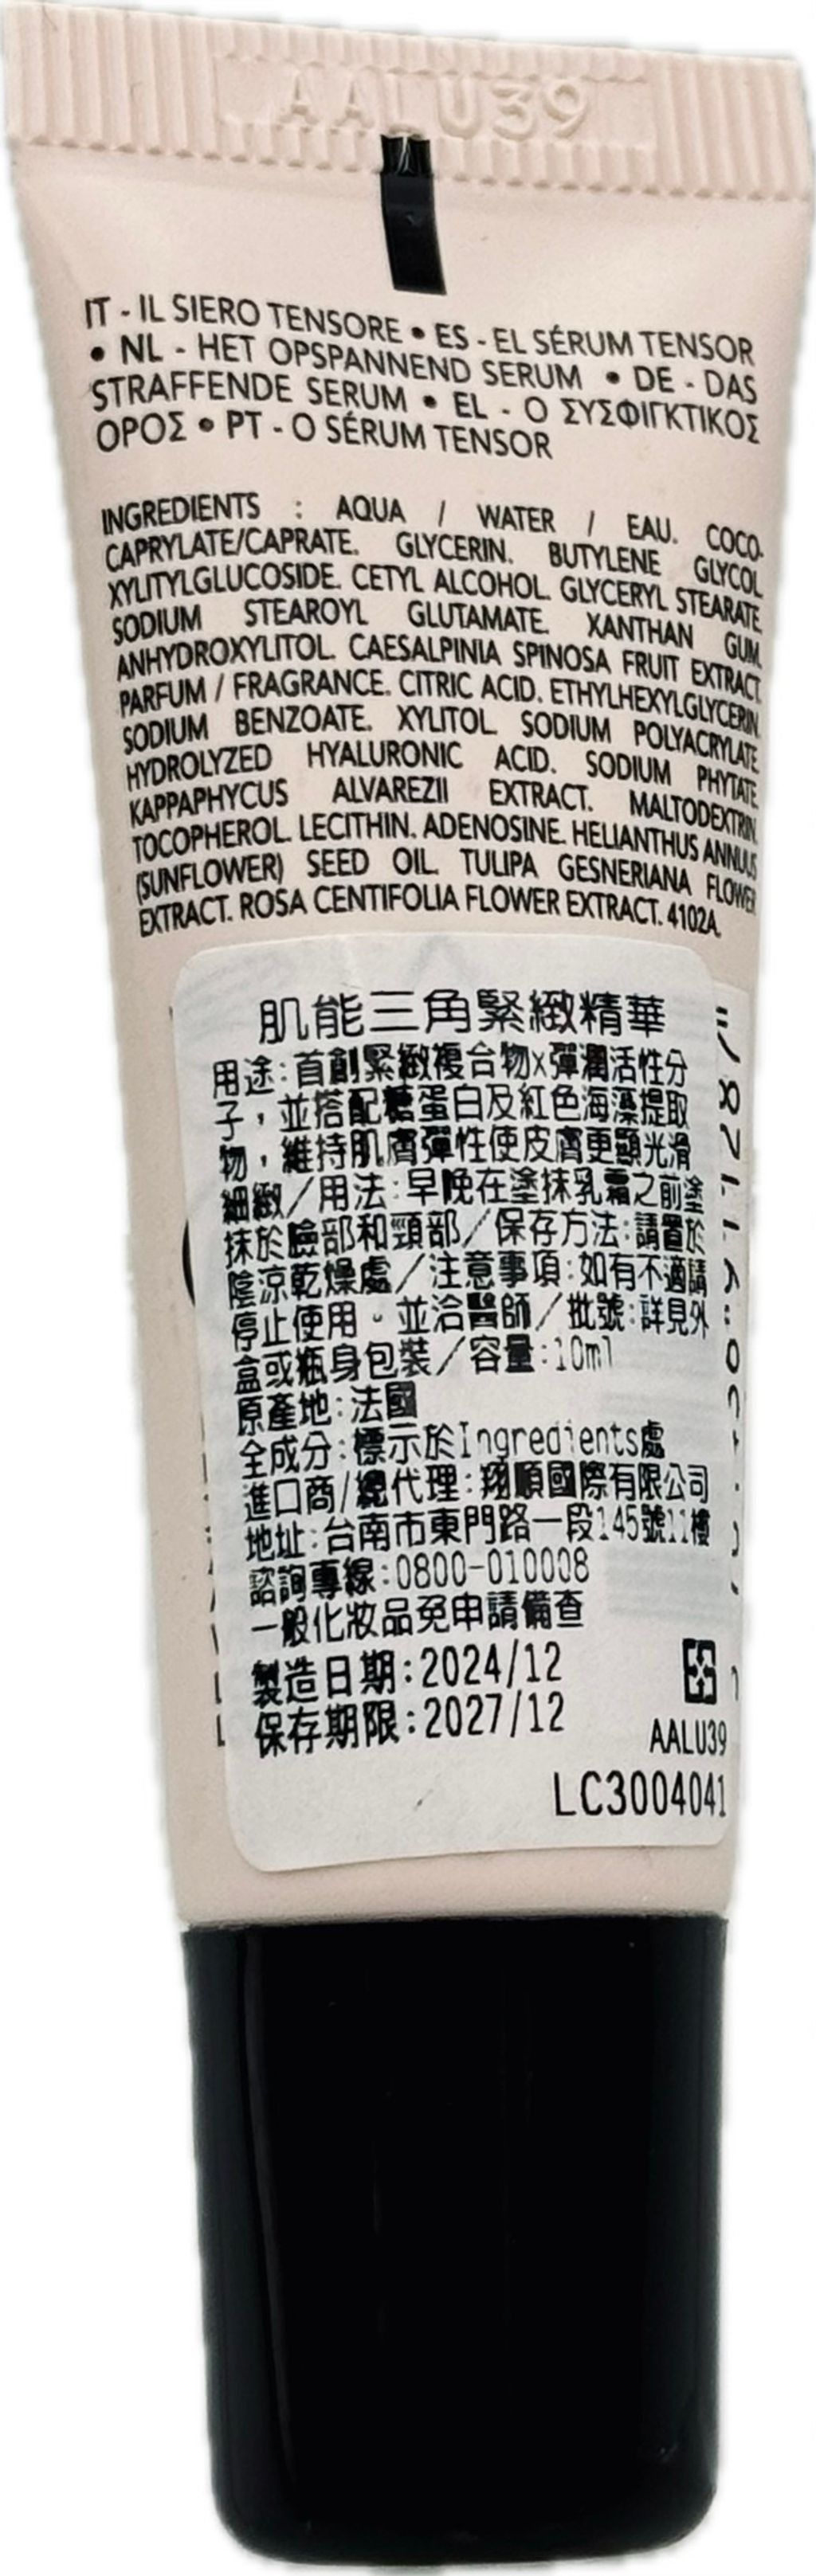 AALU39
IT - IL SIERO TENSORE • ES - EL SÉRUM TENSOR
• NL - HET OPSPANNEND SERUM • DE - DAS
STRAFFENDE SERUM • EL - Ο ΣΥΣΦΙΓΚΤΙΚΟΣ
ΟΡΟΣ • PT - O SÉRUM TENSOR
INGREDIENTS : AQUA / WATER / EAU. COCO-
CAPRYLATE/CAPRATE. GLYCERIN. BUTYLENE GLYCOL.
XYLITYLGLUCOSIDE. CETYL ALCOHOL. GLYCERYL STEARATE.
SODIUM STEAROYL GLUTAMATE. XANTHAN GUM.
ANHYDROXYLITOL. CAESALPINIA SPINOSA FRUIT EXTRACT.
PARFUM / FRAGRANCE. CITRIC ACID. ETHYLHEXYLGLYCERIN.
SODIUM BENZOATE. XYLITOL. SODIUM POLYACRYLATE.
HYDROLYZED HYALURONIC ACID. SODIUM PHYTATE.
KAPPAPHYCUS ALVAREZII EXTRACT. MALTODEXTRIN.
TOCOPHEROL. LECITHIN. ADENOSINE. HELIANTHUS ANNUUS
(SUNFLOWER) SEED OIL. TULIPA GESNERIANA FLOWER
EXTRACT. ROSA CENTIFOLIA FLOWER EXTRACT. 4102A.
肌能三角緊緻精華
用途:首創緊緻複合物x彈潤活性分
子，並搭配糖蛋白及紅色海藻提取
物，維持肌膚彈性使皮膚更顯光滑
細緻/用法:早晚在塗抹乳霜之前塗
抹於臉部和頸部/保存方法:請置於
陰涼乾燥處/注意事項:如有不適請
停止使用。並洽醫師/批號:詳見外
盒或瓶身包裝/容量:10ml
原產地:法國
全成分:標示於Ingredients處
進口商/總代理:翔順國際有限公司
地址:台南市東門路一段145號11樓
諮詢專線:0800-010008
一般化妝品免申請備查
製造日期:2024/12
保存期限:2027/12
AALU39
LC3004041